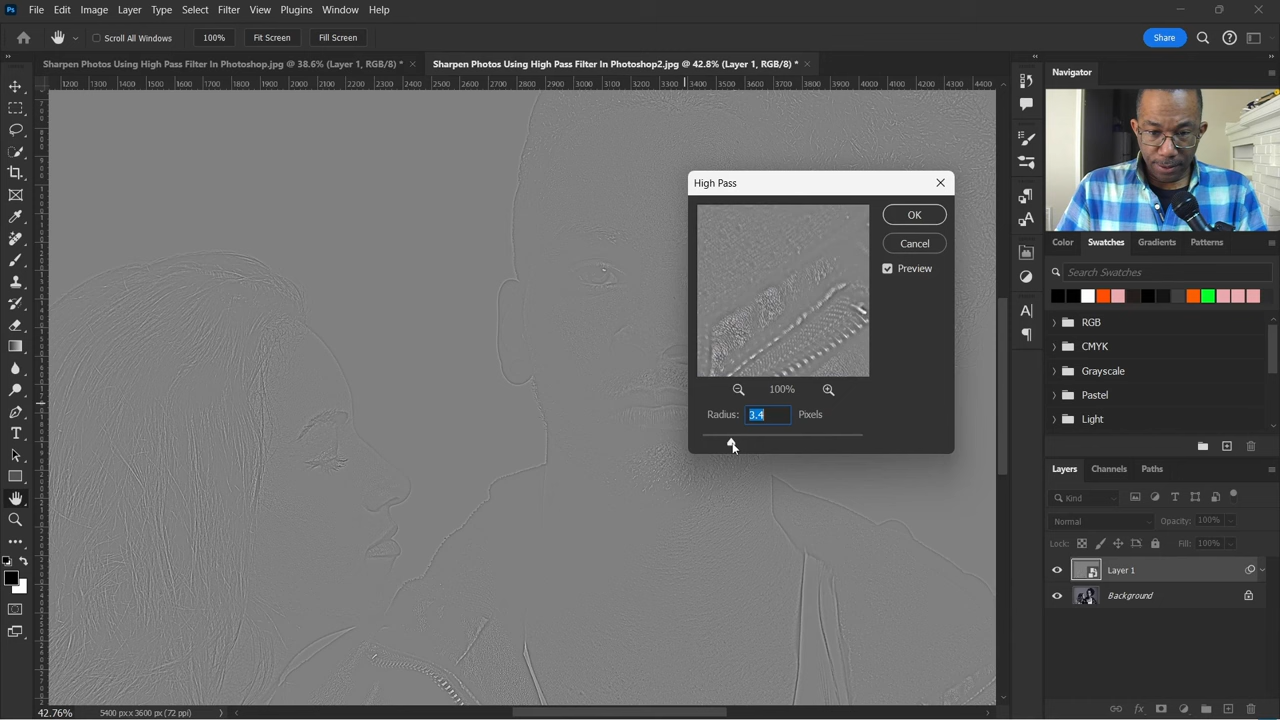 Ps File Edit Image Layer Type Select Filter View Plugins Window Help
Scroll All Windows 100% Fit Screen Fill Screen Share
Sharpen Photos Using High Pass Filter In Photoshop.jpg @ 38.6% (Layer 1, RGB/8) * × Sharpen Photos Using High Pass Filter In Photoshop2.jpg @ 42.8% (Layer 1, RGB/8) * ×
1200 1300 1400 1500 1600 1700 1800 1900 2000 2100 2200 2300 2400 2500 2600 2700 2800 2900 3000 3100 3200 3300 3400 3500 3600 3700 3800 3900 4000 4100 4200 4300 4400
Navigator
High Pass
OK
Cancel
Preview
100%
Radius: 3.4 Pixels
Color Swatches Gradients Patterns
Search Swatches
RGB
CMYK
Grayscale
Pastel
Light
Layers Channels Paths
Kind
Normal Opacity: 100%
Lock: Fill: 100%
Layer 1
Background
fx
42.76% 5400 px x 3600 px (72 ppi)